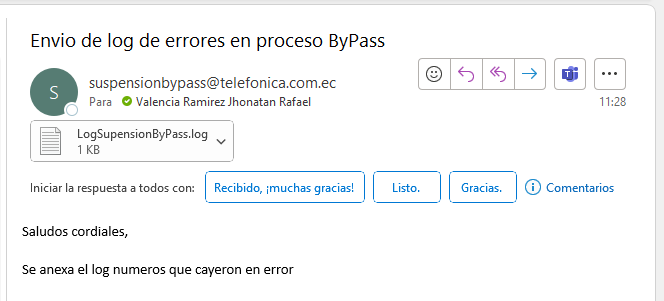 Envio de log de errores en proceso ByPass
S
suspensionbypass@telefonica.com.ec
Para Valencia Ramirez Jhonatan Rafael
11:28
LogSupensionByPass.log
1 KB
Iniciar la respuesta a todos con: Recibido, ¡muchas gracias! Listo. Gracias. Comentarios
Saludos cordiales,
Se anexa el log numeros que cayeron en error